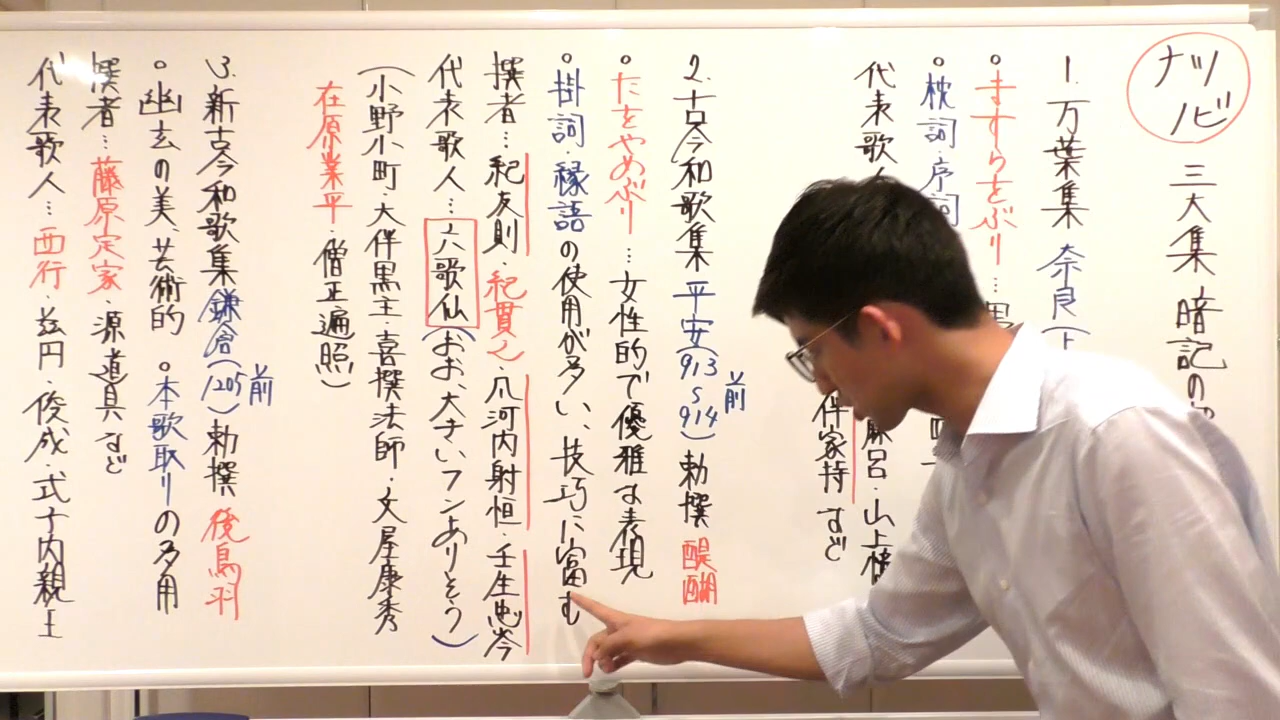 ナツ
ノビ
三大集 暗記の
1. 万葉集 奈良(
・ますらをぶり…男
・枕詞・序詞
代表歌人
麻呂・山上憶
伴家持 など
2. 古今和歌集 平安(913~914)勅撰 醍醐
前
・たをやめぶり…女性的で優雅な表現
・掛詞・縁語の使用が多い、技巧に富む
撰者…紀友則・紀貫之・凡河内射恒・壬生忠岑
代表歌人…六歌仙(おお、大きいフンありそう)
(小野小町・大伴黒主・喜撰法師・文屋康秀
在原業平・僧正遍照)
3. 新古今和歌集 鎌倉(1205)勅撰 後鳥羽
前
・幽玄の美、芸術的 ・本歌取りの多用
撰者…藤原定家・源道具など
代表歌人…西行・慈円・俊成・式子内親王